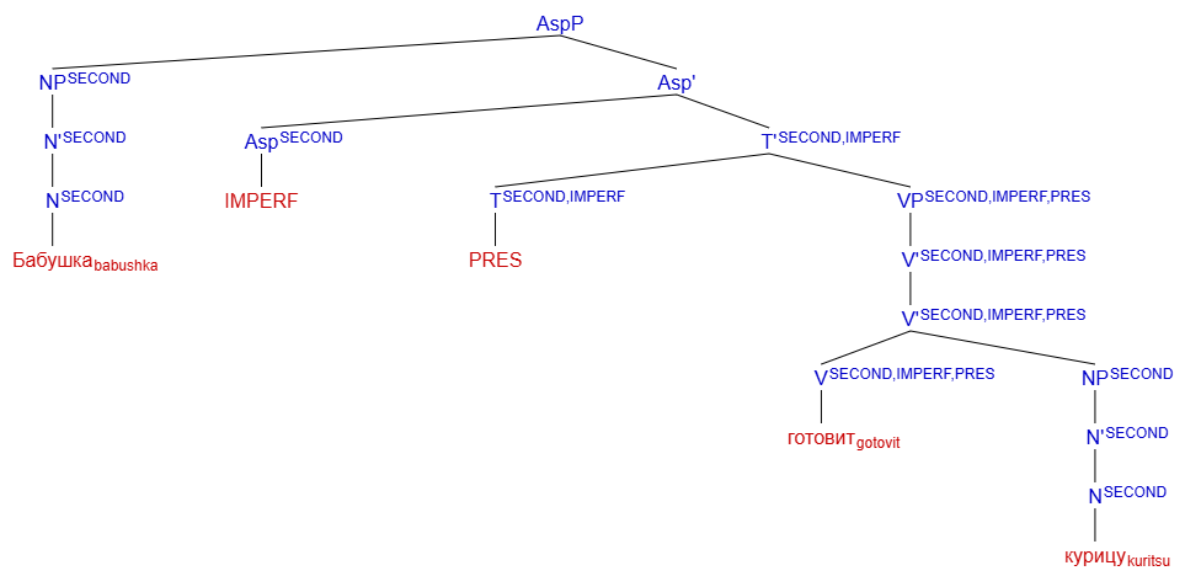 AspP
NP^SECOND Asp'
N'^SECOND Asp^SECOND T'^SECOND,IMPERF
N^SECOND IMPERF T^SECOND,IMPERF VP^SECOND,IMPERF,PRES
Бабушка_babushka PRES V'^SECOND,IMPERF,PRES
V'^SECOND,IMPERF,PRES
V^SECOND,IMPERF,PRES NP^SECOND
готовит_gotovit N'^SECOND
N^SECOND
курицу_kuritsu